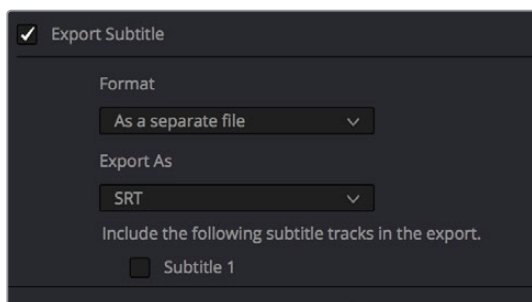 Export Subtitle
Format
As a separate file
Export As
SRT
Include the following subtitle tracks in the export.
Subtitle 1